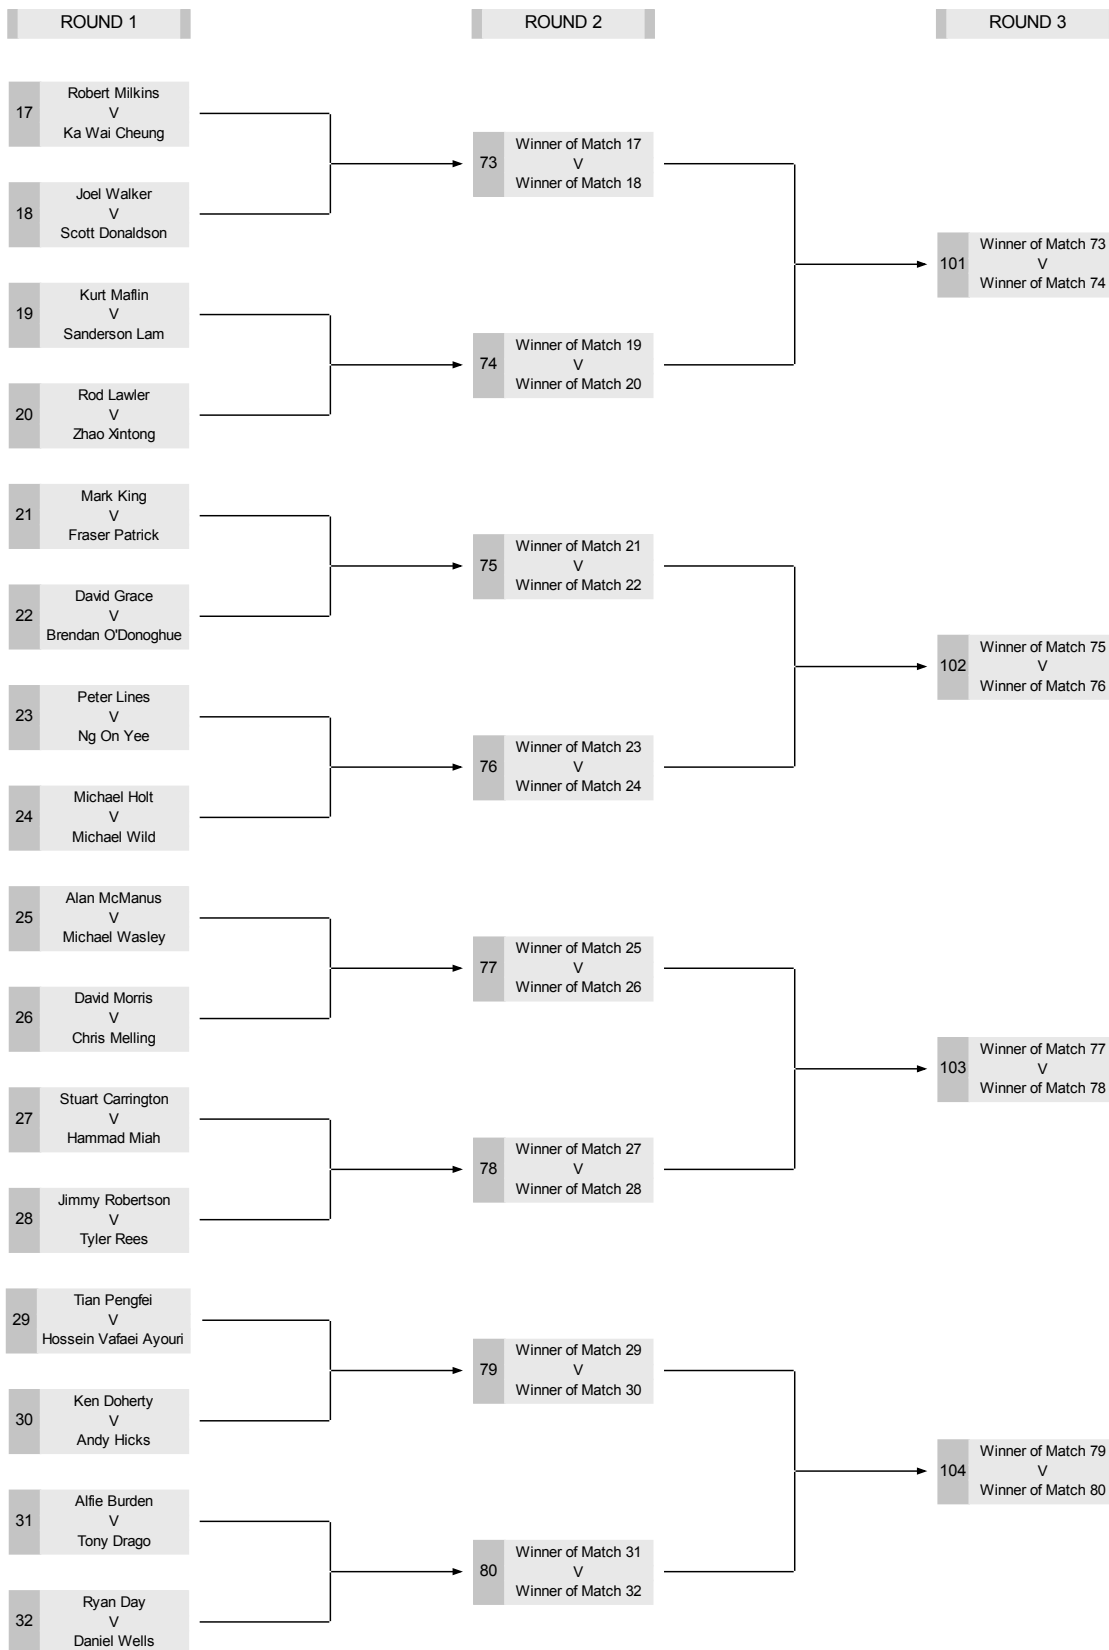 ROUND 1
ROUND 2
ROUND 3
17
Robert Milkins
V
Ka Wai Cheung
18
Joel Walker
V
Scott Donaldson
19
Kurt Maflin
V
Sanderson Lam
20
Rod Lawler
V
Zhao Xintong
21
Mark King
V
Fraser Patrick
22
David Grace
V
Brendan O'Donoghue
23
Peter Lines
V
Ng On Yee
24
Michael Holt
V
Michael Wild
25
Alan McManus
V
Michael Wasley
26
David Morris
V
Chris Melling
27
Stuart Carrington
V
Hammad Miah
28
Jimmy Robertson
V
Tyler Rees
29
Tian Pengfei
V
Hossein Vafaei Ayouri
30
Ken Doherty
V
Andy Hicks
31
Alfie Burden
V
Tony Drago
32
Ryan Day
V
Daniel Wells
73
Winner of Match 17
V
Winner of Match 18
74
Winner of Match 19
V
Winner of Match 20
75
Winner of Match 21
V
Winner of Match 22
76
Winner of Match 23
V
Winner of Match 24
77
Winner of Match 25
V
Winner of Match 26
78
Winner of Match 27
V
Winner of Match 28
79
Winner of Match 29
V
Winner of Match 30
80
Winner of Match 31
V
Winner of Match 32
101
Winner of Match 73
V
Winner of Match 74
102
Winner of Match 75
V
Winner of Match 76
103
Winner of Match 77
V
Winner of Match 78
104
Winner of Match 79
V
Winner of Match 80